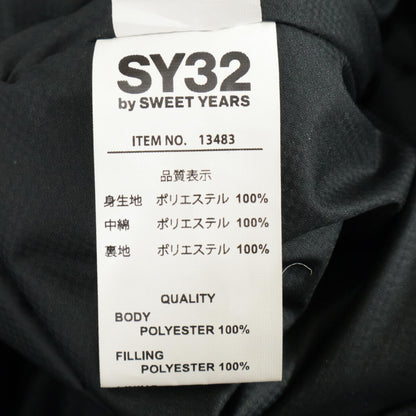 SY32
by SWEET YEARS
ITEM NO. 13483
品質表示
身生地 ポリエステル 100%
中綿 ポリエステル 100%
裏地 ポリエステル 100%
QUALITY
BODY
POLYESTER 100%
FILLING
POLYESTER 100%